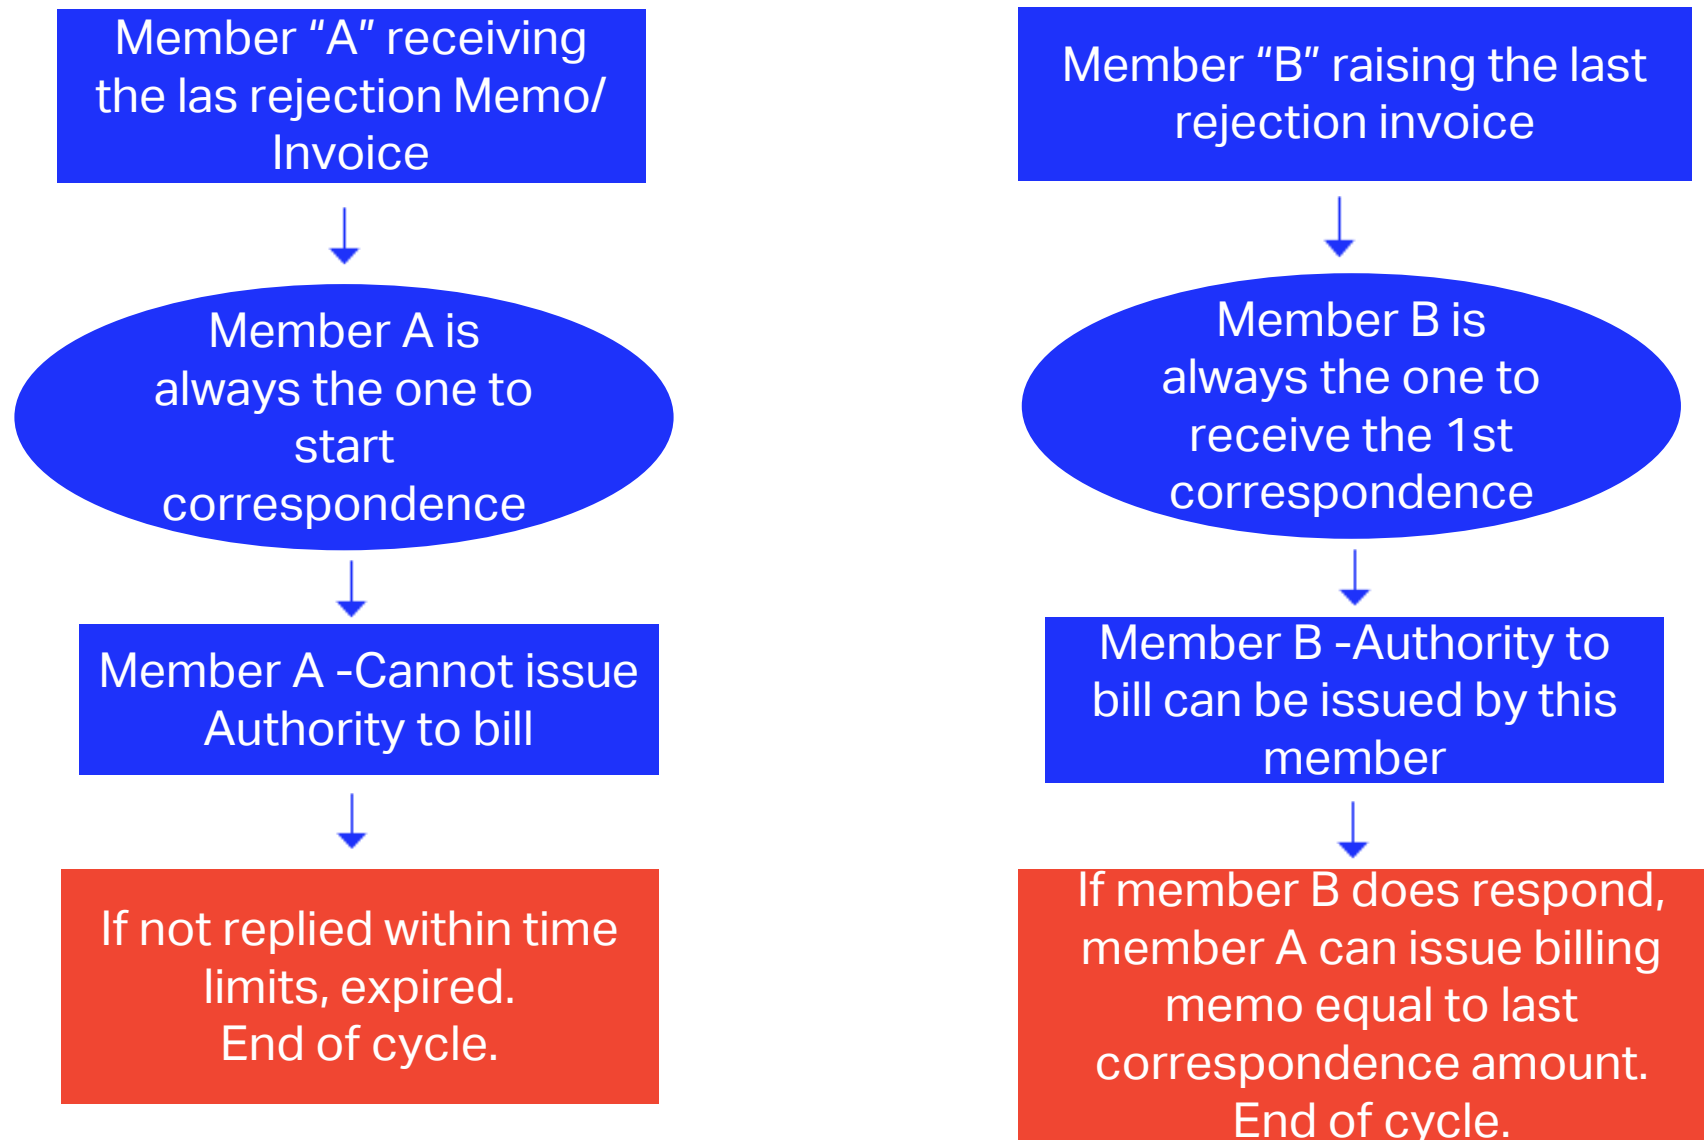 Member “A” receiving
the las rejection Memo/
Invoice
Member A is
always the one to
start
correspondence
Member A -Cannot issue
Authority to bill
If not replied within time
limits, expired.
End of cycle.
Member “B” raising the last
rejection invoice
Member B is
always the one to
receive the 1st
correspondence
Member B -Authority to
bill can be issued by this
member
If member B does respond,
member A can issue billing
memo equal to last
correspondence amount.
End of cycle.